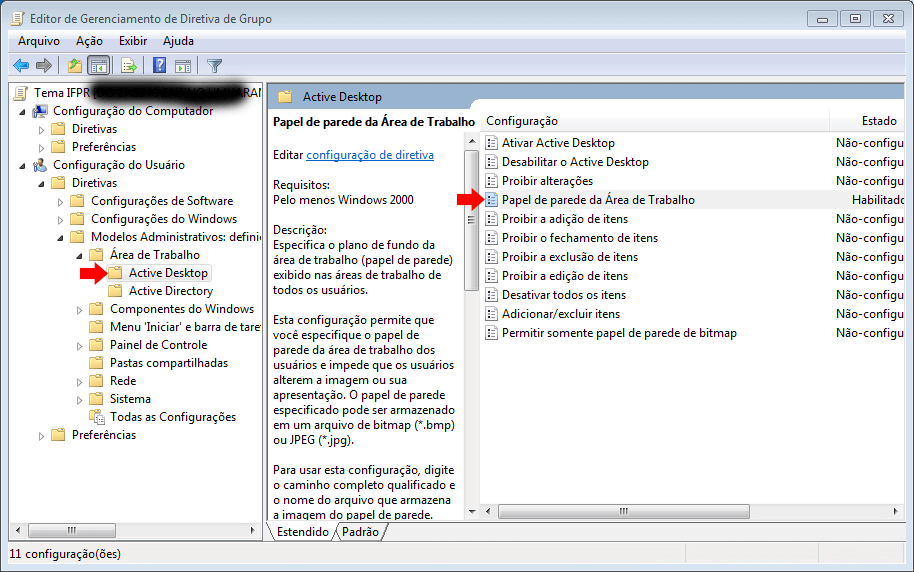 Editor de Gerenciamento de Diretiva de Grupo
Arquivo Ação Exibir Ajuda
Tema IFPR
Configuração do Computador
Diretivas
Preferências
Configuração do Usuário
Diretivas
Configurações de Software
Configurações do Windows
Modelos Administrativos: defini
Área de Trabalho
Active Desktop
Active Directory
Componentes do Windows
Menu 'Iniciar' e barra de taref
Painel de Controle
Pastas compartilhadas
Rede
Sistema
Todas as Configurações
Preferências
Active Desktop
Papel de parede da Área de Trabalho
Editar configuração de diretiva
Requisitos:
Pelo menos Windows 2000
Descrição:
Especifica o plano de fundo da
área de trabalho (papel de parede)
exibido nas áreas de trabalho de
todos os usuários.
Esta configuração permite que
você especifique o papel de
parede da área de trabalho dos
usuários e impede que os usuários
alterem a imagem ou sua
apresentação. O papel de parede
especificado pode ser armazenado
em um arquivo de bitmap (*.bmp)
ou JPEG (*.jpg).
Para usar esta configuração, digite
o caminho completo qualificado e
o nome do arquivo que armazena
a imagem do papel de parede.
Configuração Estado
Ativar Active Desktop Não-configu
Desabilitar o Active Desktop Não-configu
Proibir alterações Não-configu
Papel de parede da Área de Trabalho Habilitado
Proibir a adição de itens Não-configu
Proibir o fechamento de itens Não-configu
Proibir a exclusão de itens Não-configu
Proibir a edição de itens Não-configu
Desativar todos os itens Não-configu
Adicionar/excluir itens Não-configu
Permitir somente papel de parede de bitmap Não-configu
Estendido Padrão
11 configuração(ões)